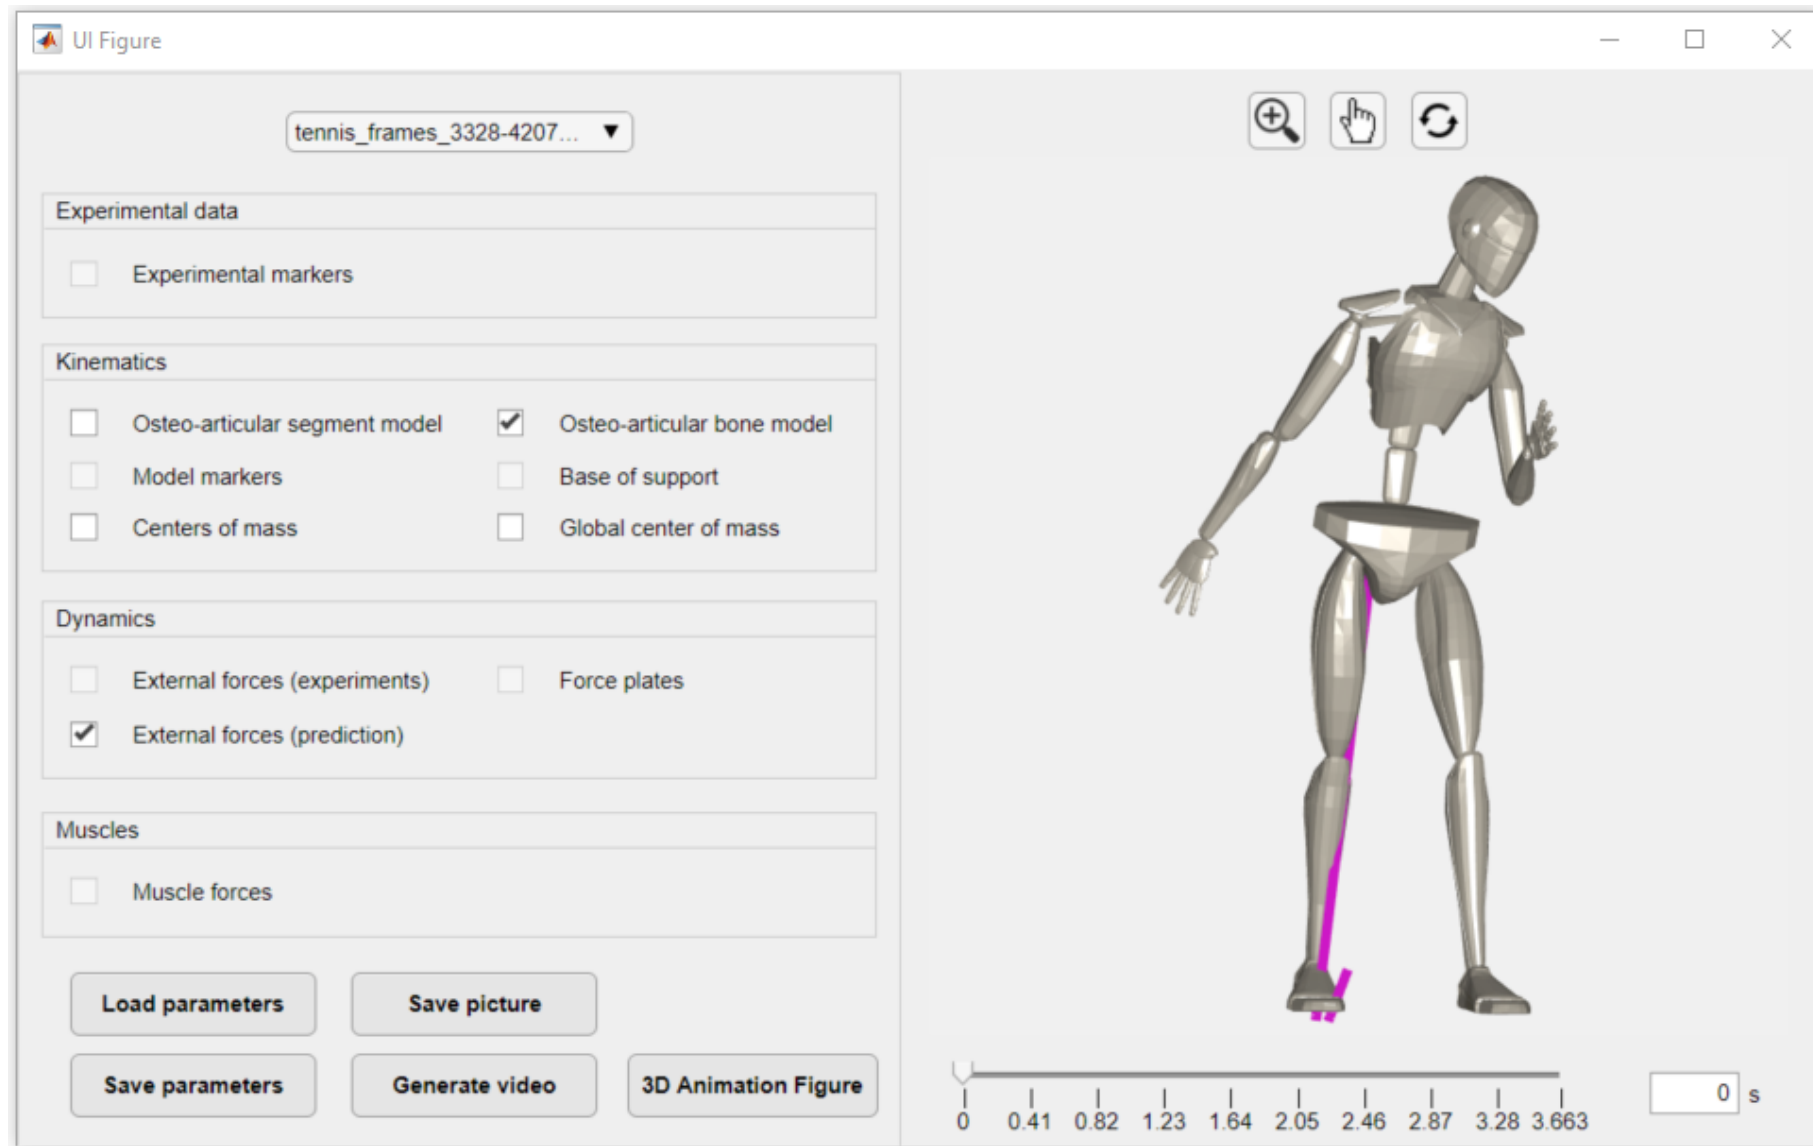 UI Figure
tennis_frames_3328-4207...
Experimental data
Experimental markers
Kinematics
Osteo-articular segment model
Osteo-articular bone model
Model markers
Base of support
Centers of mass
Global center of mass
Dynamics
External forces (experiments)
Force plates
External forces (prediction)
Muscles
Muscle forces
Load parameters
Save picture
Save parameters
Generate video
3D Animation Figure
0 0.41 0.82 1.23 1.64 2.05 2.46 2.87 3.28 3.663
0 s